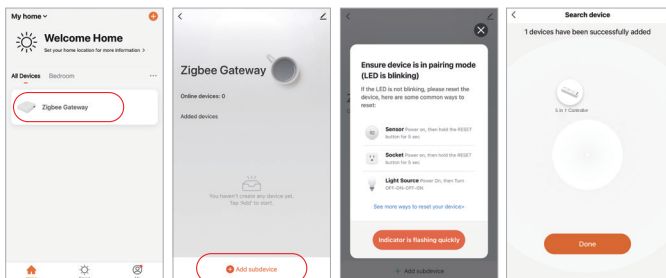 My home
Welcome Home
Set your home location for more information >
All Devices Bedroom ...
Zigbee Gateway
Home
Zigbee Gateway
Online devices: 0
Added devices
You haven't create any device yet.
Tap "Add" to start.
Add subdevice
Ensure device is in pairing mode
(LED is blinking)
If the LED is not blinking, please reset the
device, here are some common ways to
reset:
Sensor Power on, then hold the RESET
button for 5 sec
Socket Power on, then hold the RESET
button for 5 sec
Light Source Power On, then Turn
OFF-ON-OFF-ON
See more ways to reset your device>
Indicator is flashing quickly
+ Add subdevice
Search device
1 devices have been successfully added
5 in 1 Controller
Done